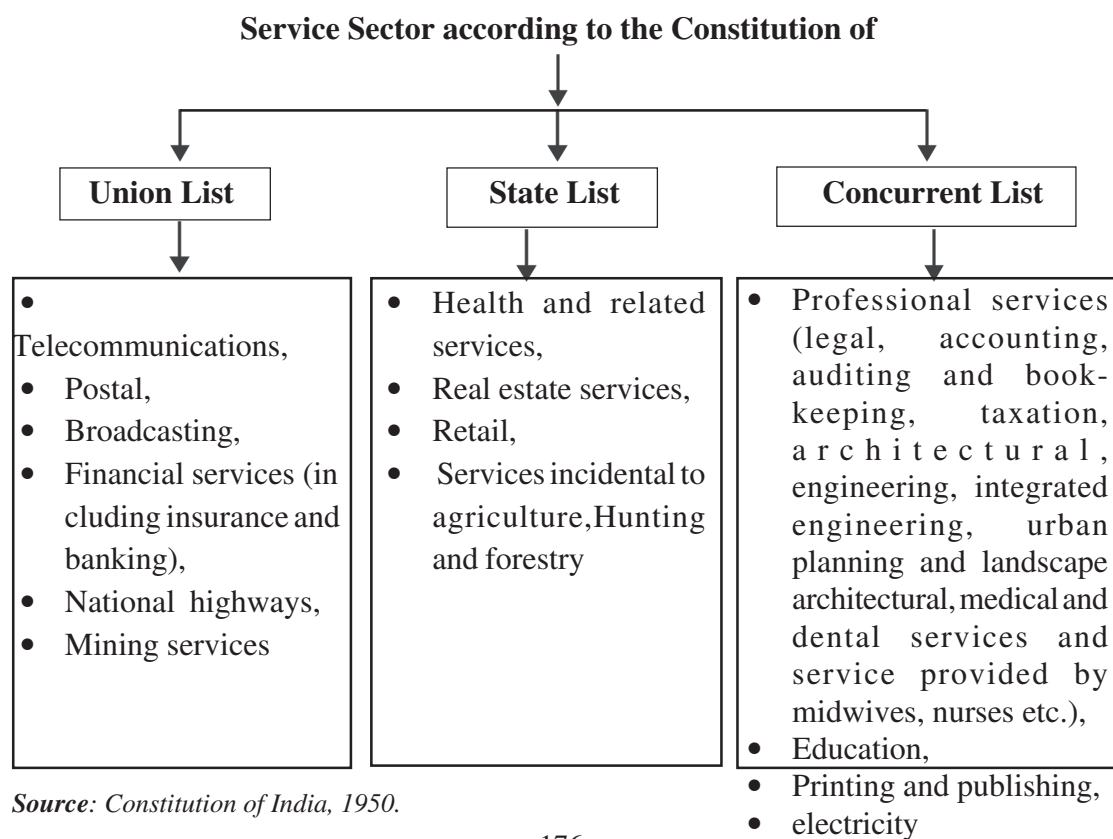 Service Sector according to the Constitution of
Union List
State List
Concurrent List
•
Telecommunications,
• Postal,
• Broadcasting,
• Financial services (in
cluding insurance and
banking),
• National highways,
• Mining services
• Health and related
services,
• Real estate services,
• Retail,
• Services incidental to
agriculture,Hunting
and forestry
• Professional services
(legal, accounting,
auditing and book-
keeping, taxation,
architectural,
engineering, integrated
engineering, urban
planning and landscape
architectural, medical and
dental services and
service provided by
midwives, nurses etc.),
• Education,
• Printing and publishing,
• electricity
Source: Constitution of India, 1950.